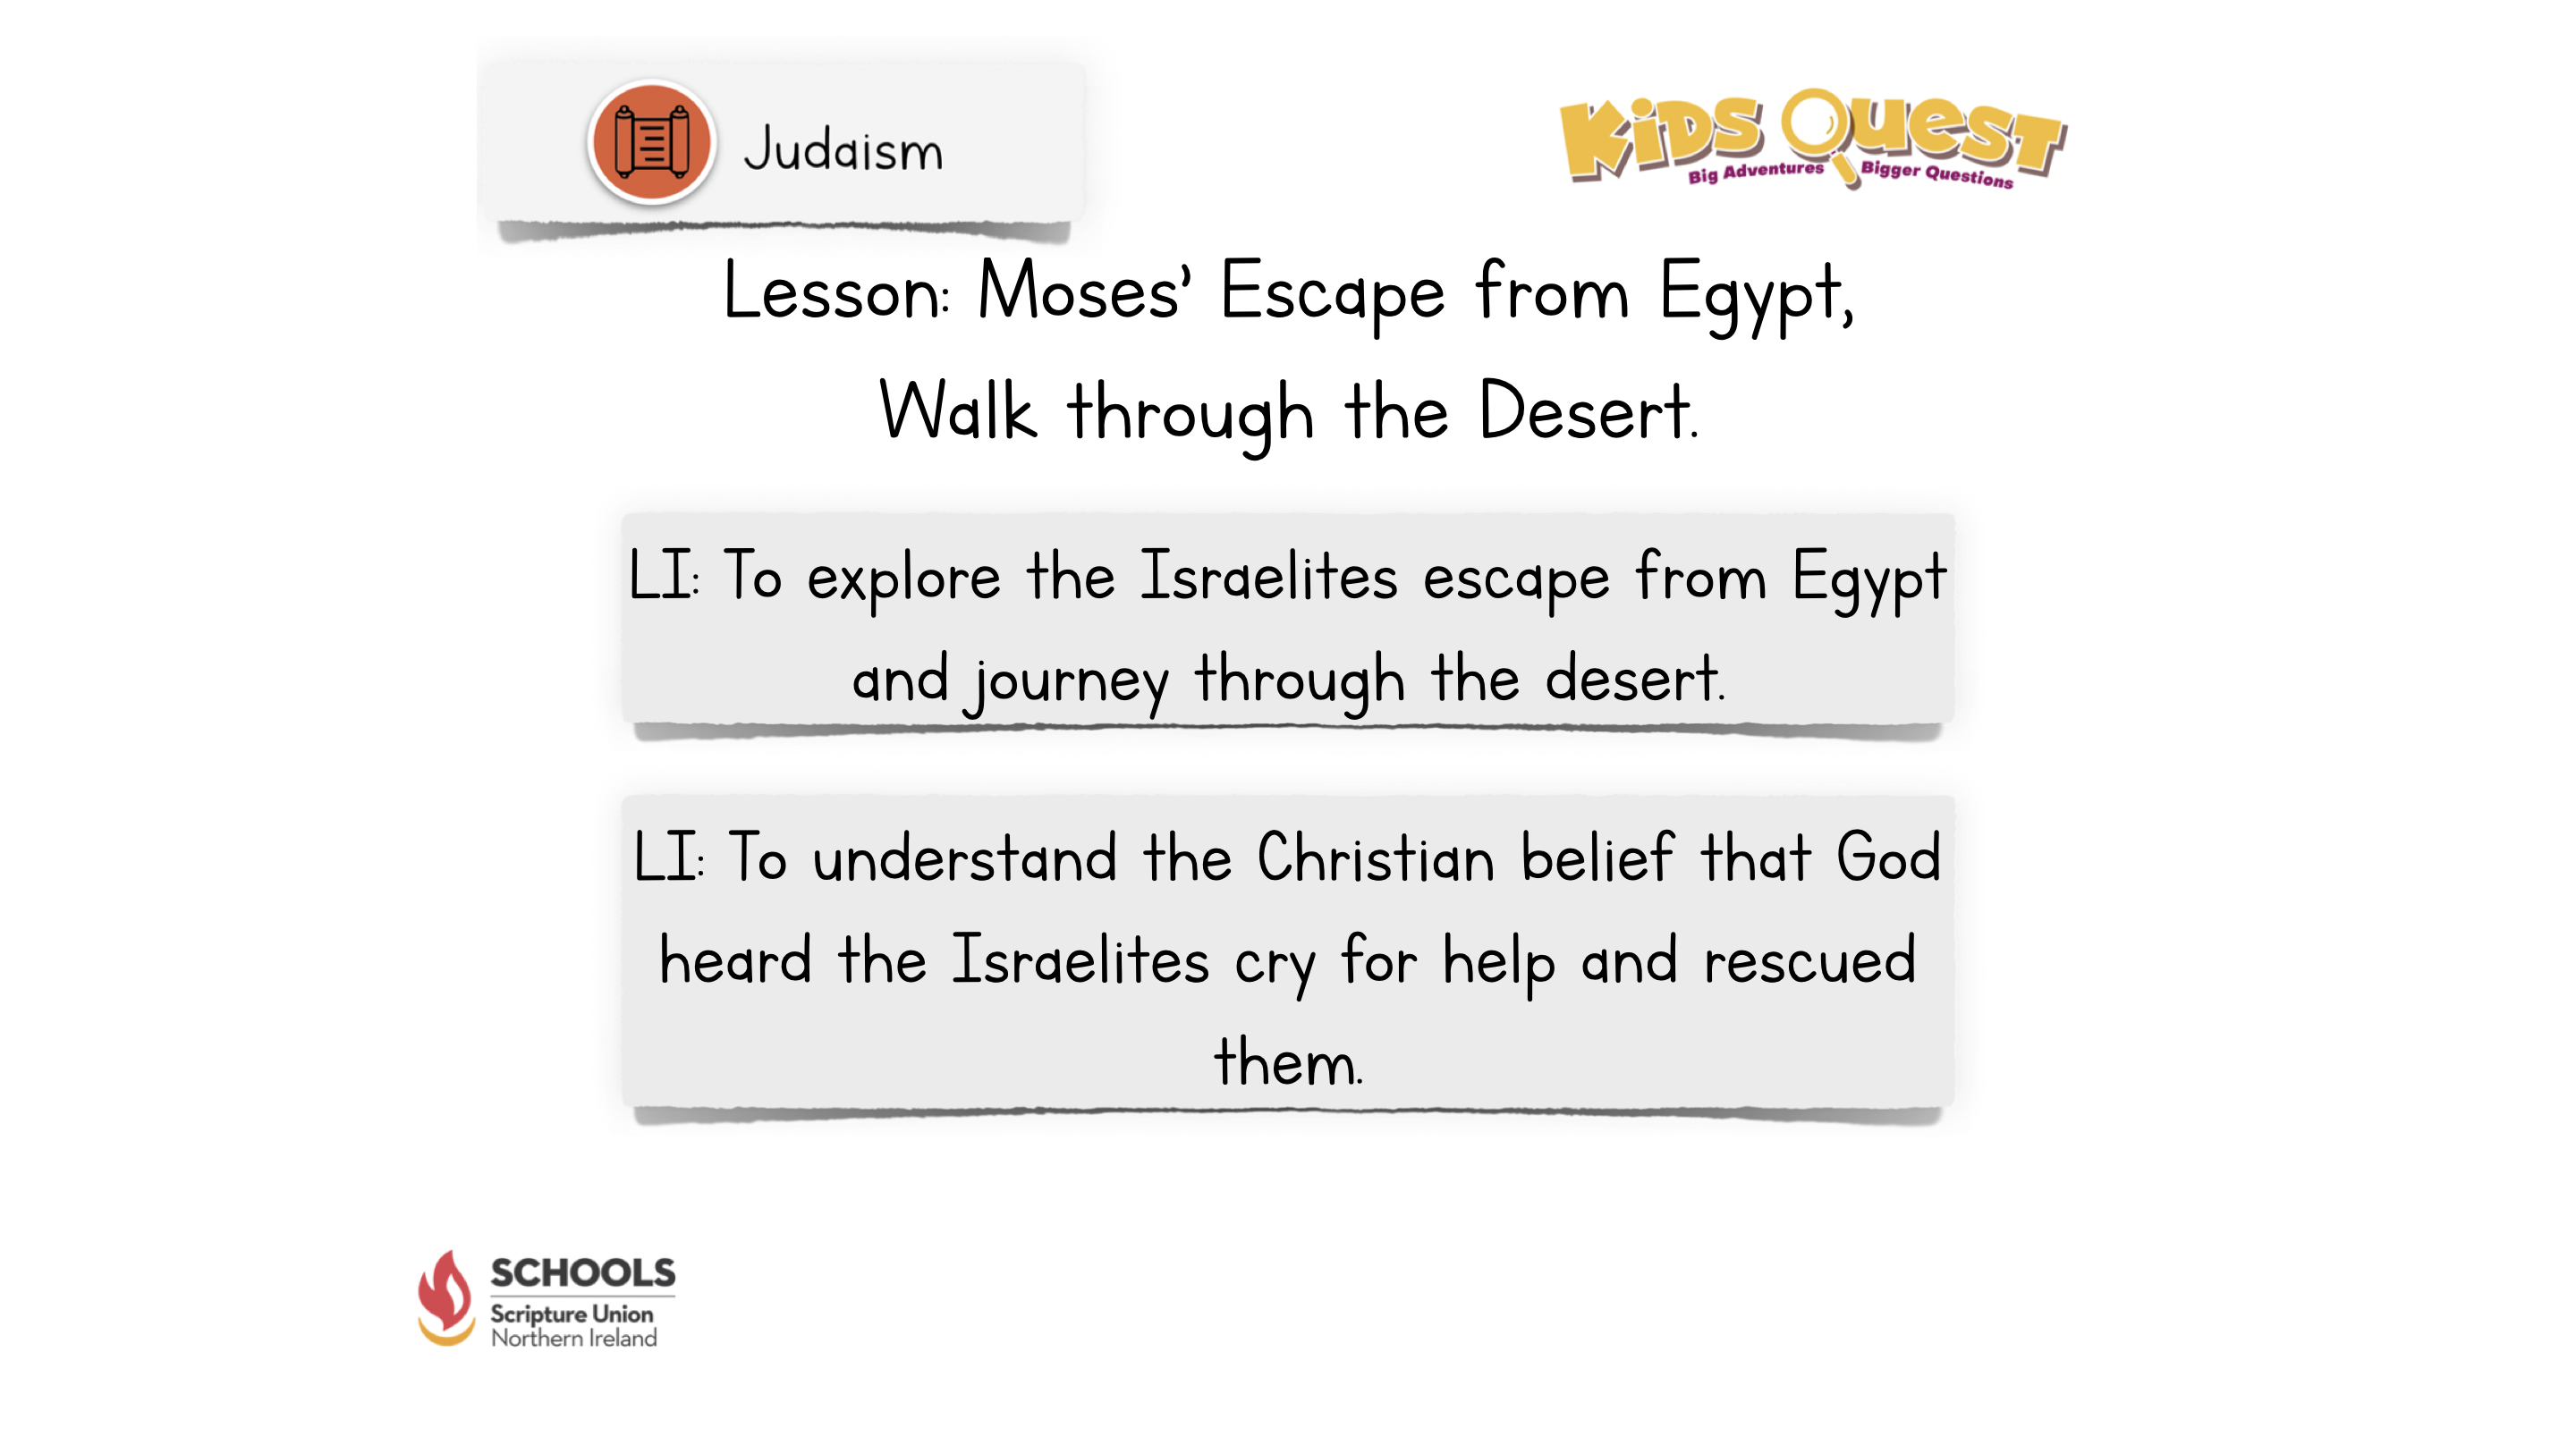 Judaism
KiDS QUEST
Big Adventures Bigger Questions
Lesson: Moses’ Escape from Egypt,
Walk through the Desert.
LI: To explore the Israelites escape from Egypt
and journey through the desert.
LI: To understand the Christian belief that God
heard the Israelites cry for help and rescued
them.
SCHOOLS
Scripture Union
Northern Ireland